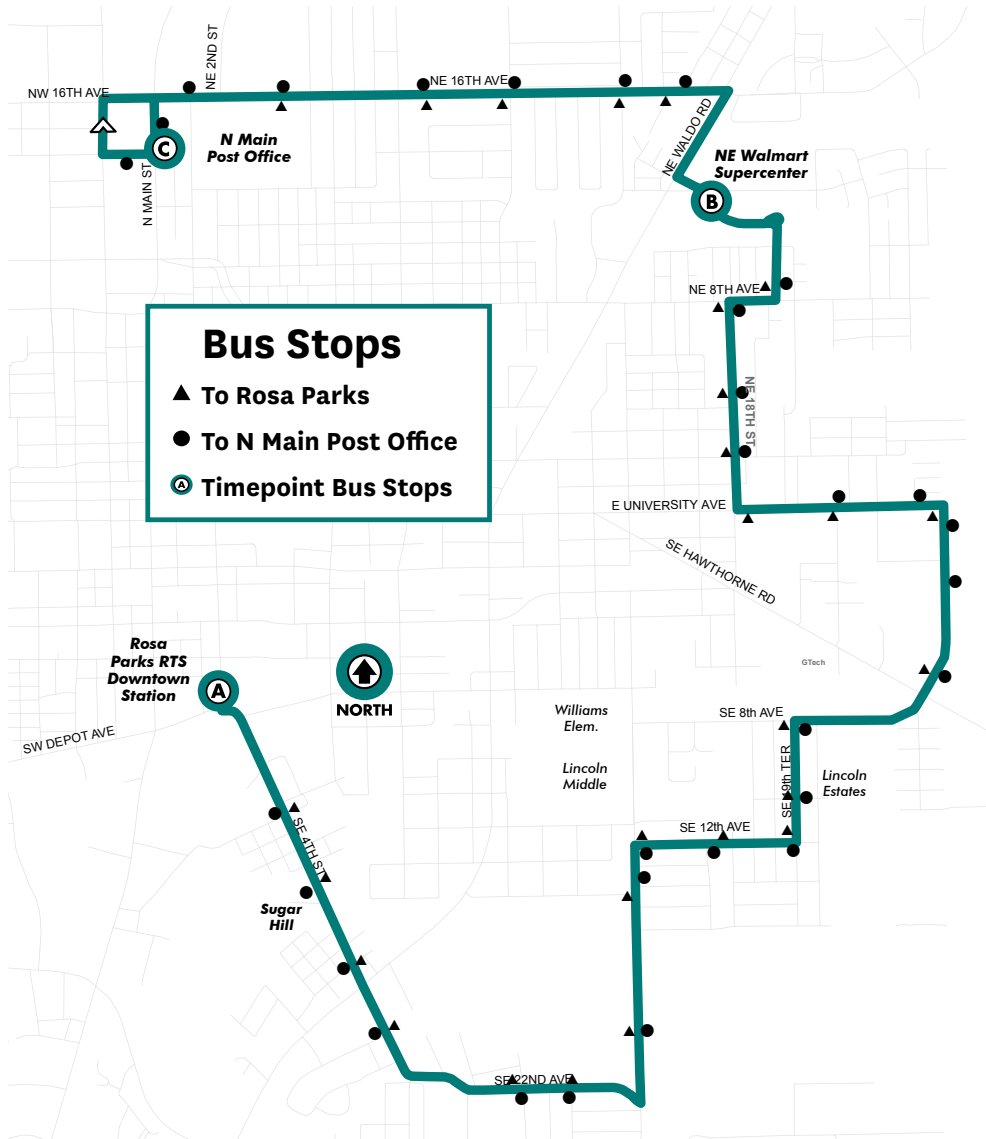 NE 2ND ST
NW 16TH AVE
NE 16TH AVE
N Main
Post Office
C
N MAIN ST
NE WALDO RD
NE Walmart
Supercenter
B
NE 8TH AVE
Bus Stops
To Rosa Parks
To N Main Post Office
A
Timepoint Bus Stops
NE 18TH ST
E UNIVERSITY AVE
SE HAWTHORNE RD
Rosa
Parks RTS
Downtown
Station
A
NORTH
GTech
SW DEPOT AVE
Williams
Elem.
SE 8th AVE
Lincoln
Middle
SE 19th TER
Lincoln
Estates
SE 4TH ST
SE 12th AVE
Sugar
Hill
SE 22ND AVE